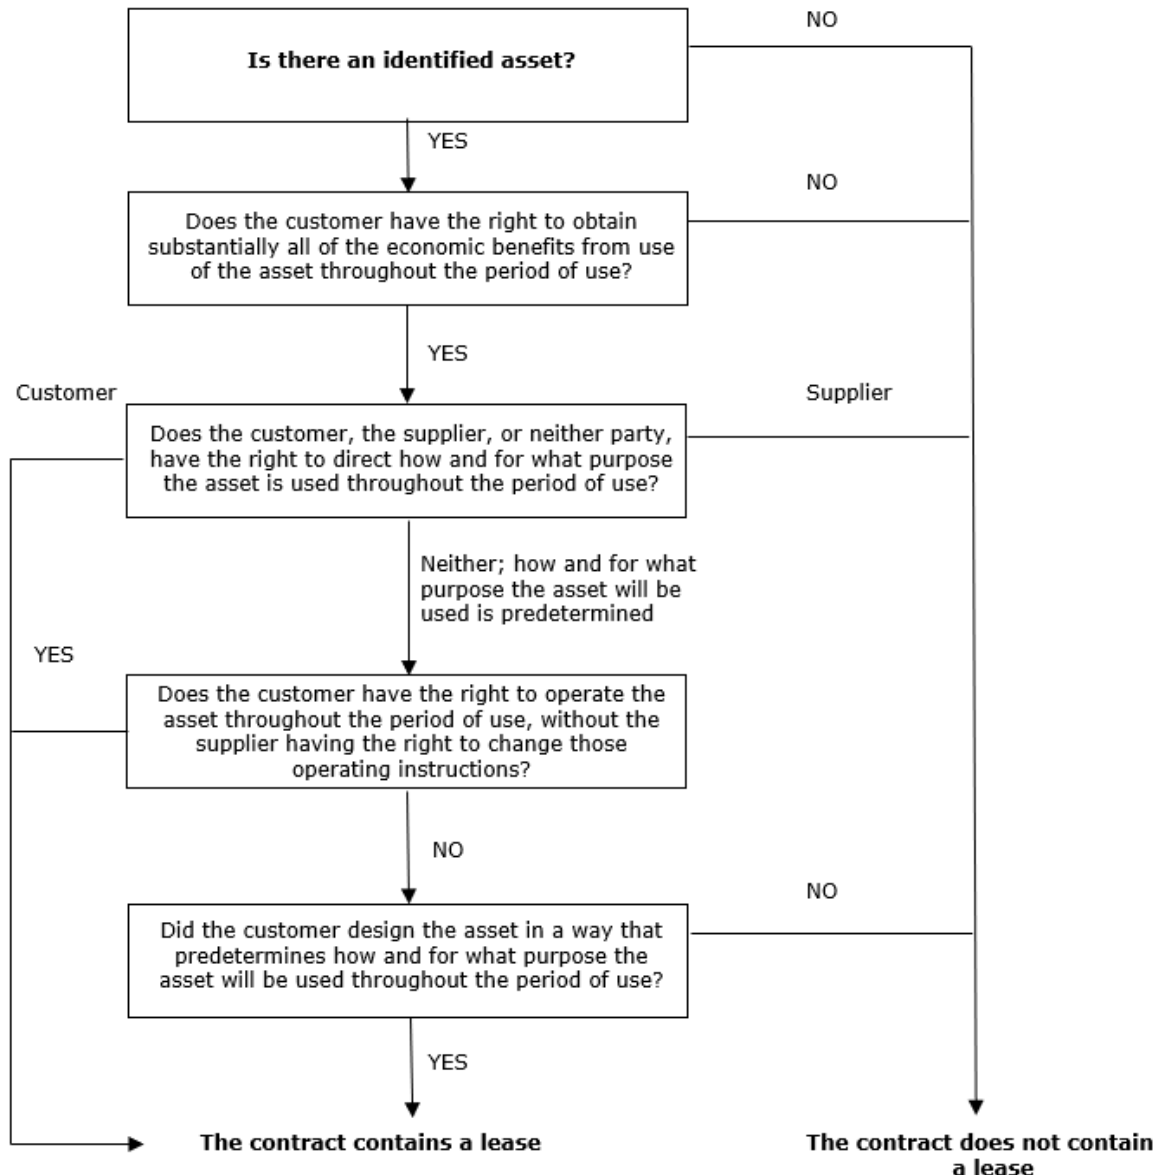 NO
Is there an identified asset?
YES
NO
Does the customer have the right to obtain
substantially all of the economic benefits from use
of the asset throughout the period of use?
YES
Customer
Supplier
Does the customer, the supplier, or neither party,
have the right to direct how and for what purpose
the asset is used throughout the period of use?
Neither; how and for what
purpose the asset will be
used is predetermined
YES
Does the customer have the right to operate the
asset throughout the period of use, without the
supplier having the right to change those
operating instructions?
NO
NO
Did the customer design the asset in a way that
predetermines how and for what purpose the
asset will be used throughout the period of use?
YES
The contract contains a lease
The contract does not contain
a lease